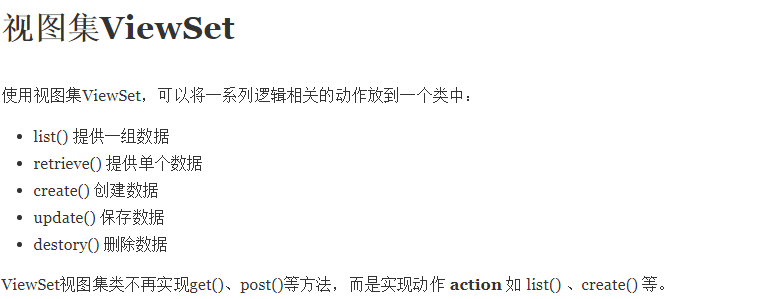 视图集ViewSet
使用视图集ViewSet，可以将一系列逻辑相关的动作放到一个类中：
• list() 提供一组数据
• retrieve() 提供单个数据
• create() 创建数据
• update() 保存数据
• destory() 删除数据
ViewSet视图集类不再实现get()、post()等方法，而是实现动作 action 如 list() 、create() 等。